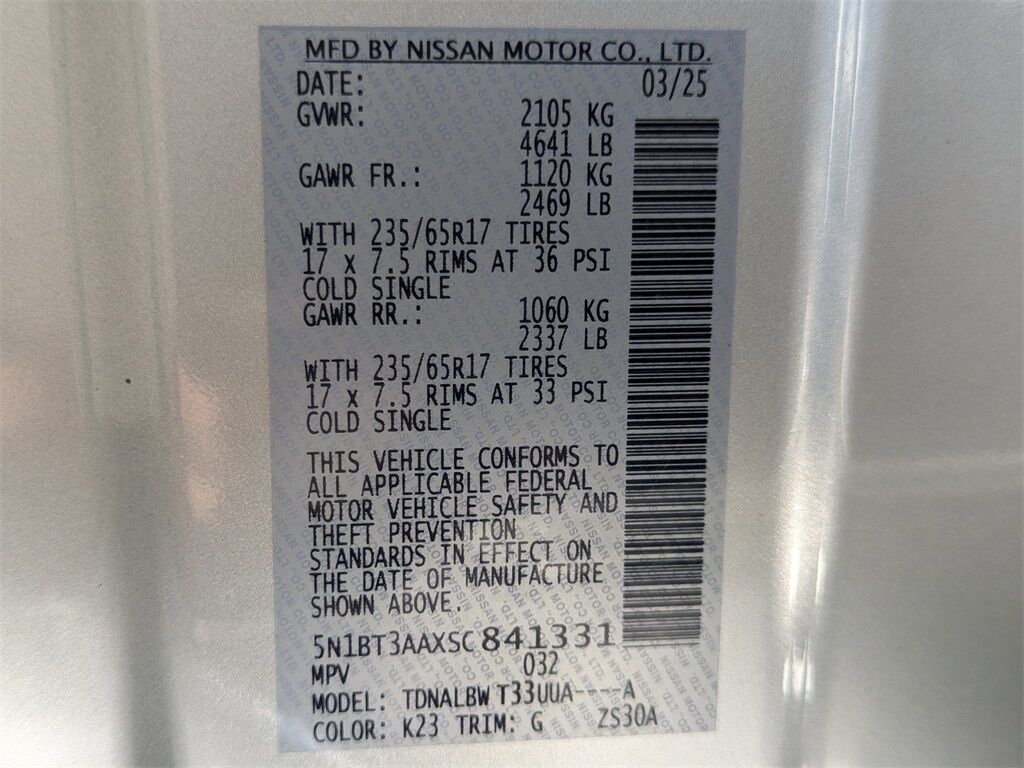 MFD BY NISSAN MOTOR CO., LTD.
DATE: 03/25
GVWR: 2105 KG
4641 LB
GAWR FR.: 1120 KG
2469 LB
WITH 235/65R17 TIRES
17 x 7.5 RIMS AT 36 PSI
COLD SINGLE
GAWR RR.: 1060 KG
2337 LB
WITH 235/65R17 TIRES
17 x 7.5 RIMS AT 33 PSI
COLD SINGLE
THIS VEHICLE CONFORMS TO
ALL APPLICABLE FEDERAL
MOTOR VEHICLE SAFETY AND
THEFT PREVENTION
STANDARDS IN EFFECT ON
THE DATE OF MANUFACTURE
SHOWN ABOVE.
5N1BT3AAXSC841331
MPV 032
MODEL: TDNALBW T33UUA----A
COLOR: K23 TRIM: G ZS30A